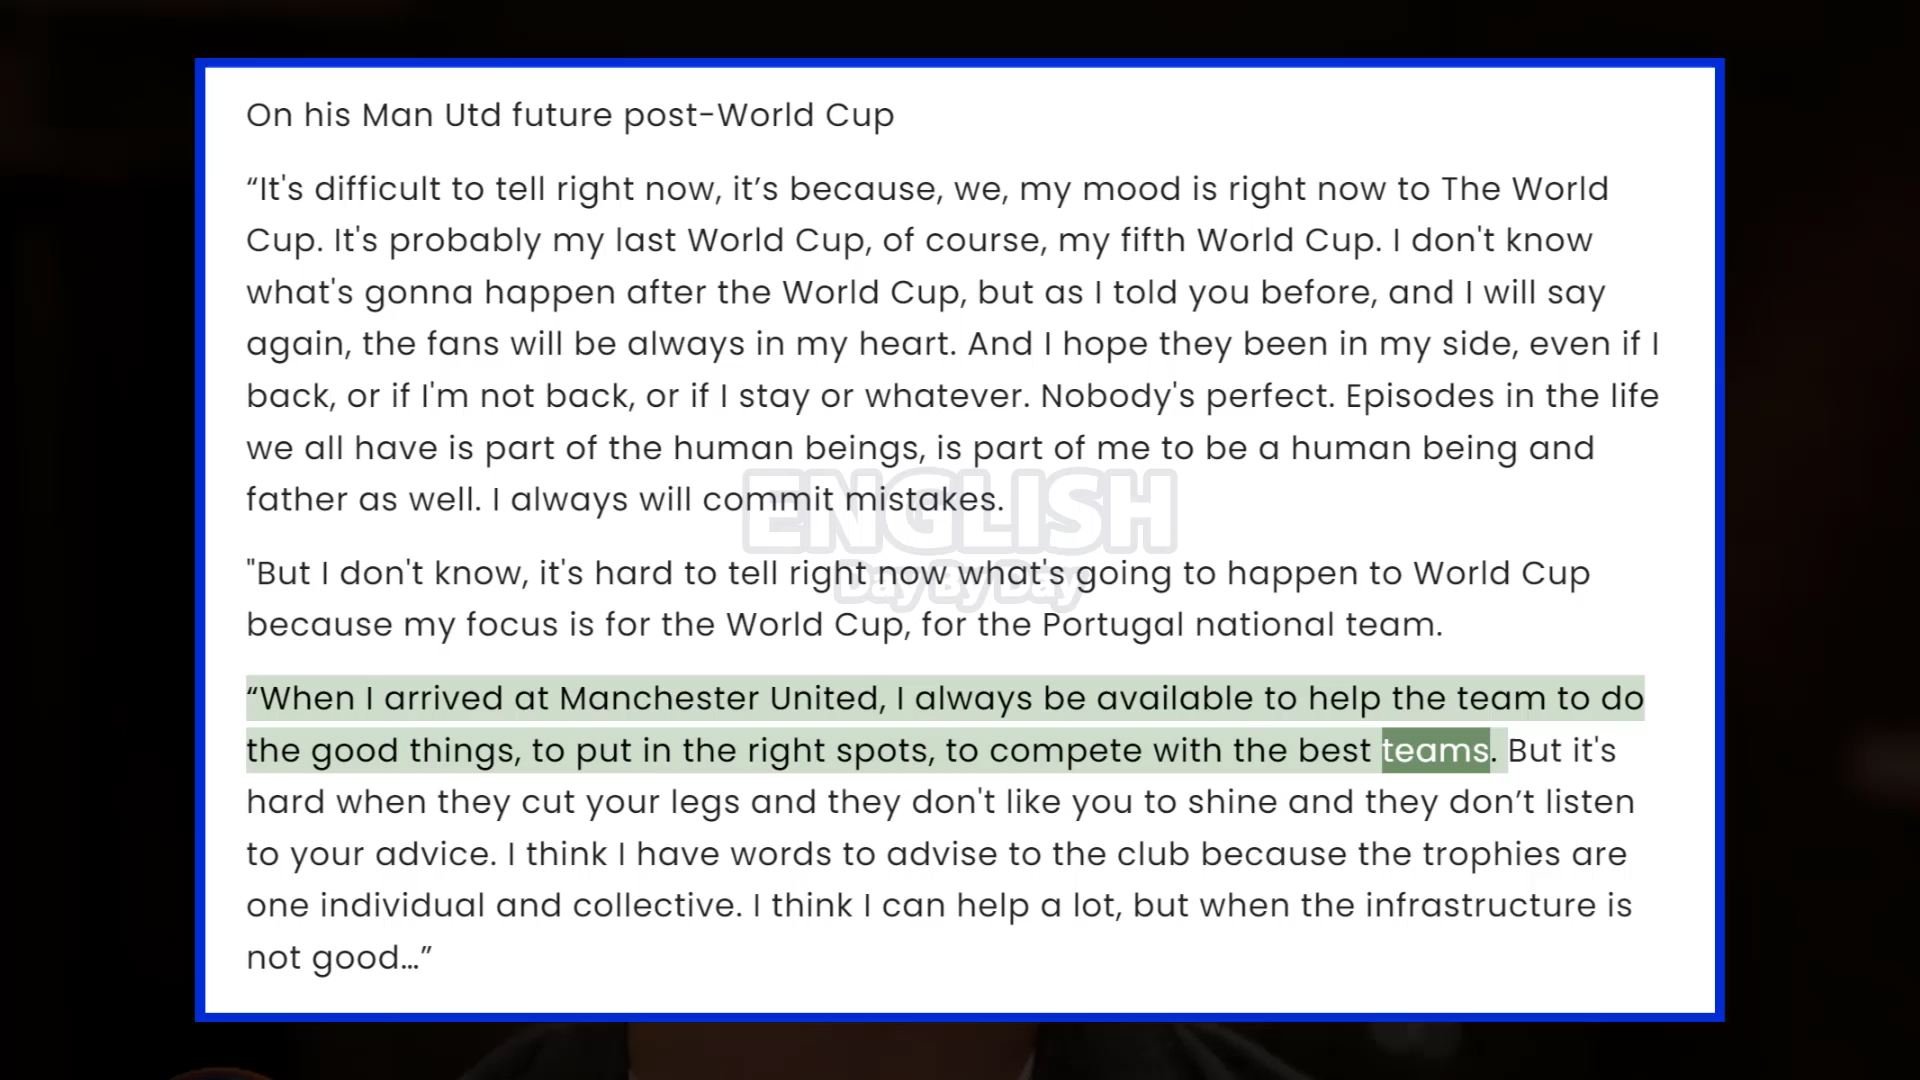 On his Man Utd future post-World Cup
“It's difficult to tell right now, it’s because, we, my mood is right now to The World
Cup. It's probably my last World Cup, of course, my fifth World Cup. I don't know
what's gonna happen after the World Cup, but as I told you before, and I will say
again, the fans will be always in my heart. And I hope they been in my side, even if I
back, or if I'm not back, or if I stay or whatever. Nobody's perfect. Episodes in the life
we all have is part of the human beings, is part of me to be a human being and
father as well. I always will commit mistakes.
ENGLISH
Day By Day
"But I don't know, it's hard to tell right now what's going to happen to World Cup
because my focus is for the World Cup, for the Portugal national team.
“When I arrived at Manchester United, I always be available to help the team to do
the good things, to put in the right spots, to compete with the best teams. But it's
hard when they cut your legs and they don't like you to shine and they don’t listen
to your advice. I think I have words to advise to the club because the trophies are
one individual and collective. I think I can help a lot, but when the infrastructure is
not good…”